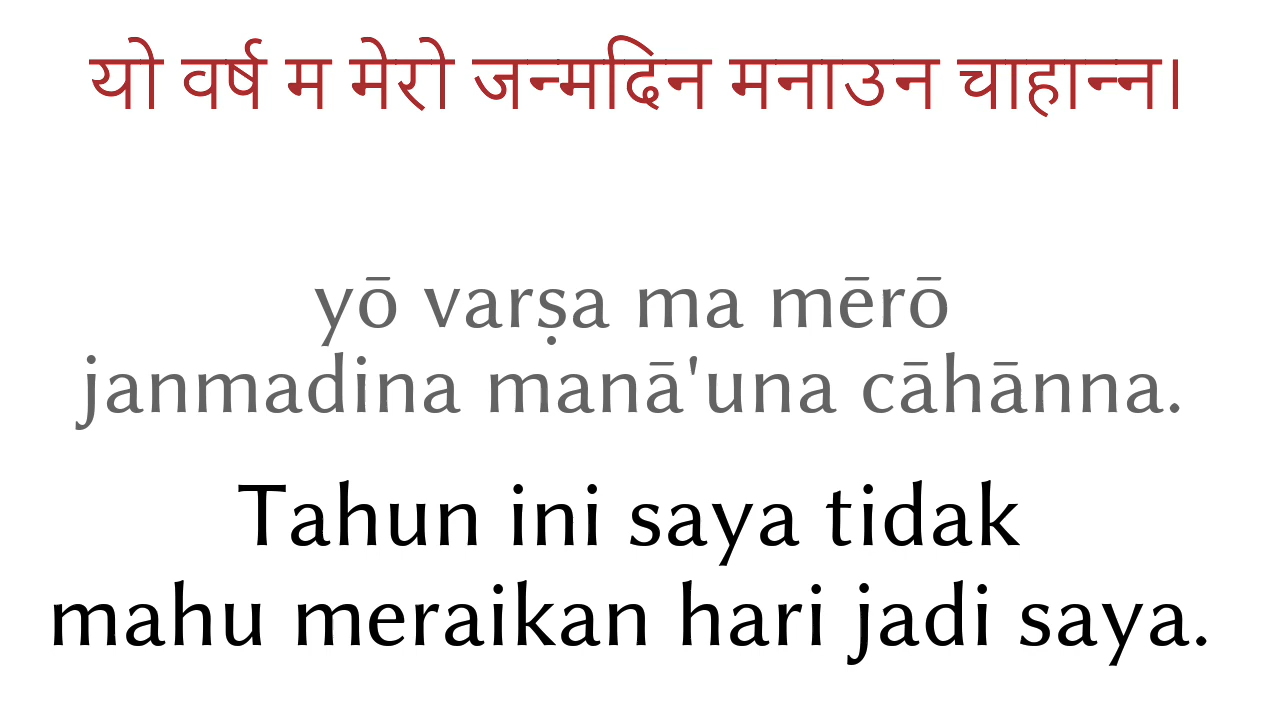 यो वर्ष म मेरो जन्मदिन मनाउन चाहान्न।
yō varṣa ma mērō
janmadina manā'una cāhānna.
Tahun ini saya tidak
mahu meraikan hari jadi saya.